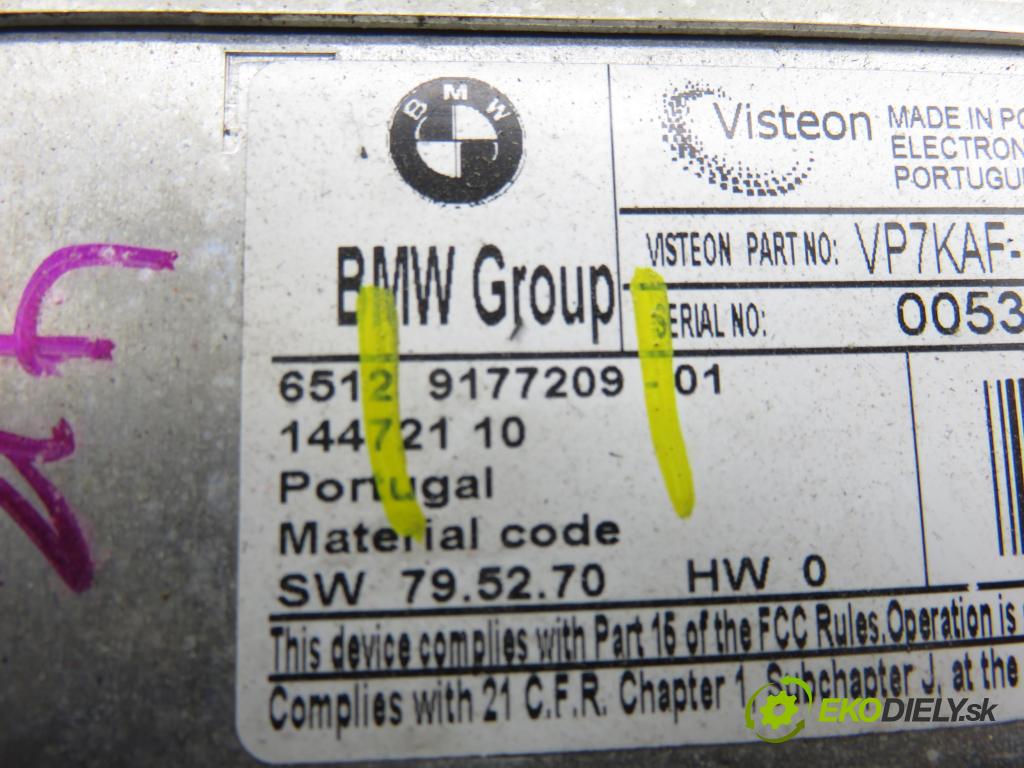 BMW
Visteon
MADE IN PO
ELECTRON
PORTUGU
BMW Group
VISTEON PART NO: VP7KAF-
SERIAL NO: 0053
6512 9177209 - 01
144721 10
Portugal
Material code
SW 79.52.70 HW 0
This device complies with Part 15 of the FCC Rules.Operation is
Complies with 21 C.F.R. Chapter 1, Subchapter J, at the
EKODIELY.sk